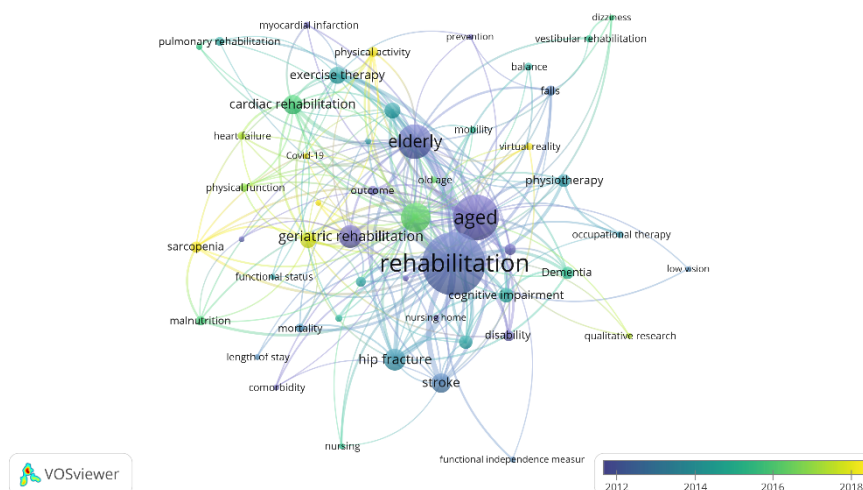 dizziness
myocardial infarction
prevention
pulmonary rehabilitation
vestibular rehabilitation
physical activity
balance
exercise therapy
falls
cardiac rehabilitation
mobility
heart failure
elderly
virtual reality
Covid-19
old age
physiotherapy
physical function
outcome
aged
occupational therapy
sarcopenia
geriatric rehabilitation
rehabilitation
low vision
functional status
Dementia
cognitive impairment
malnutrition
nursing home
mortality
disability
qualitative research
length of stay
hip fracture
comorbidity
stroke
nursing
functional independence measur
VOSviewer
2012 2014 2016 2018